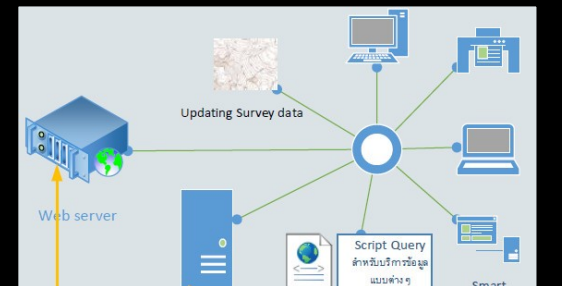 Updating Survey data
Web server
Script Query
สำหรับบริการข้อมูล
แบบต่าง ๆ
Smart